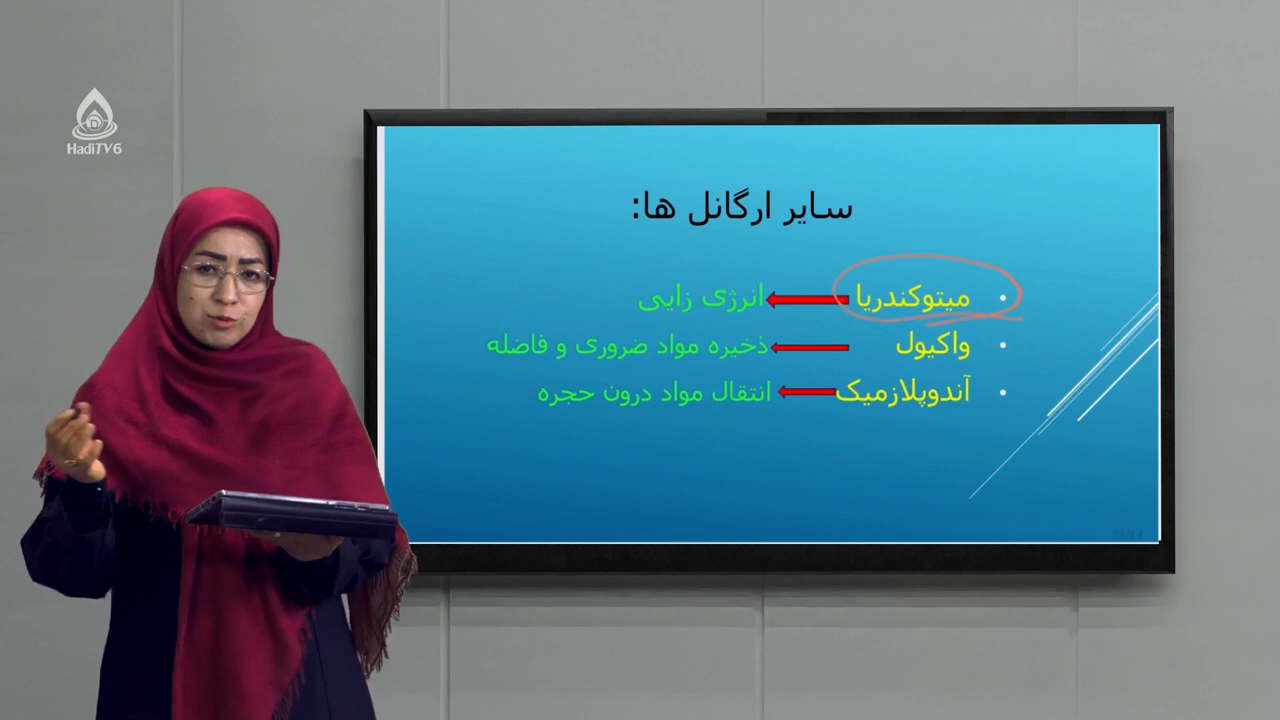 HadiTV6
سایر ارگانل ها:
• میتوکندریا انرژی زایی
• واکیول ذخیره مواد ضروری و فاضله
• آندوپلازمیک انتقال مواد درون حجره